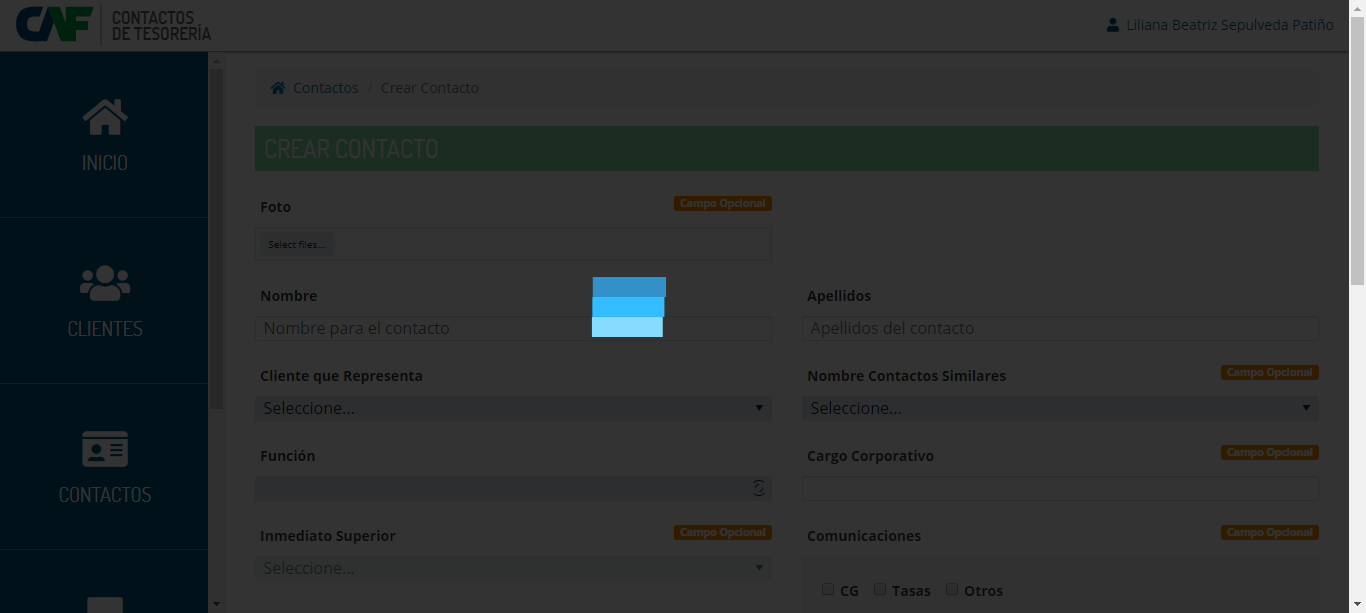 CAF CONTACTOS
DE TESORERÍA
Liliana Beatriz Sepulveda Patiño
INICIO
CLIENTES
CONTACTOS
Contactos / Crear Contacto
CREAR CONTACTO
Foto Campo Opcional
Select files...
Nombre Apellidos
Nombre para el contacto Apellidos del contacto
Cliente que Representa Nombre Contactos Similares Campo Opcional
Seleccione... Seleccione...
Función Cargo Corporativo Campo Opcional
Inmediato Superior Campo Opcional Comunicaciones Campo Opcional
Seleccione...
CG Tasas Otros